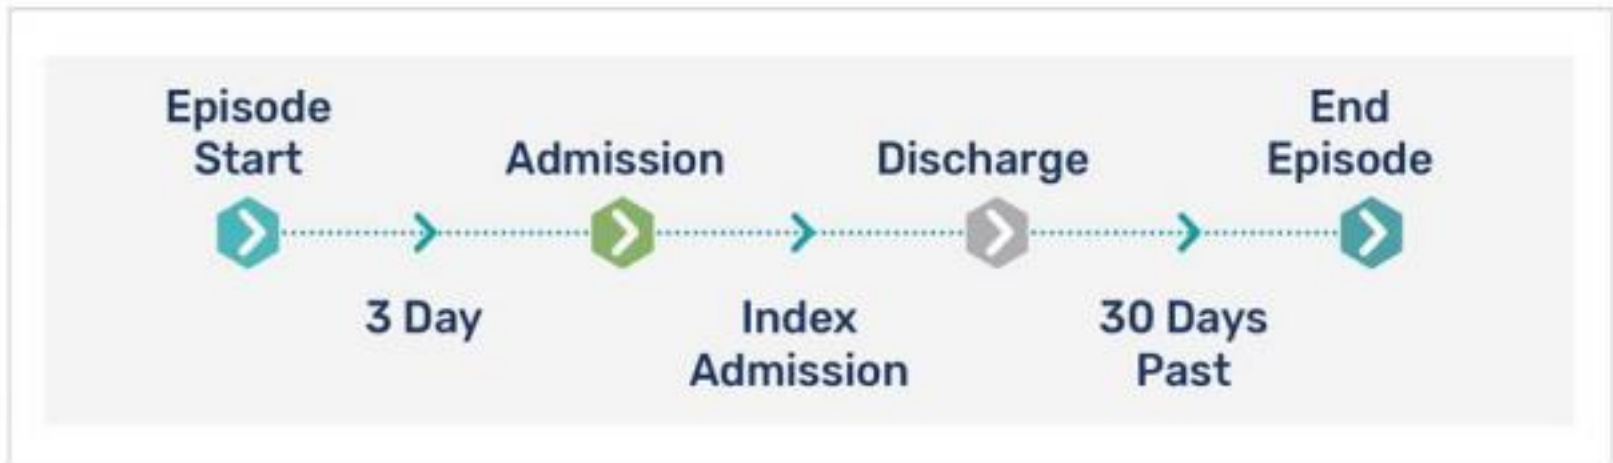 Episode
Start
Admission
Discharge
End
Episode
3 Day
Index
Admission
30 Days
Past